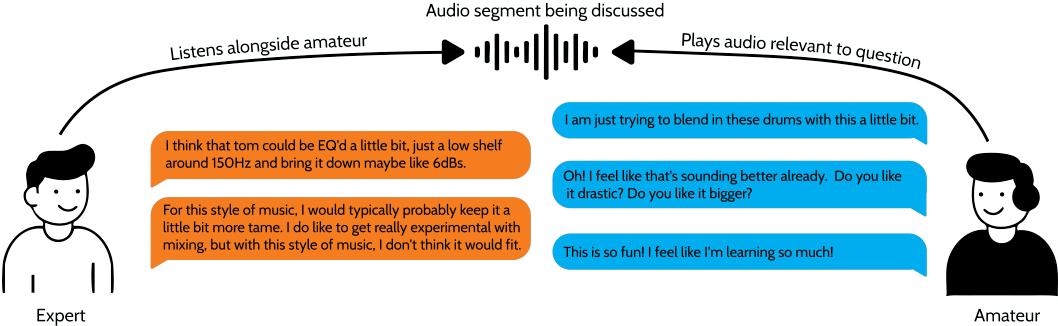 Audio segment being discussed
Listens alongside amateur
Plays audio relevant to question
I am just trying to blend in these drums with this a little bit.
I think that tom could be EQ'd a little bit, just a low shelf
around 150Hz and bring it down maybe like 6dBs.
Oh! I feel like that's sounding better already. Do you like
it drastic? Do you like it bigger?
For this style of music, I would typically probably keep it a
little bit more tame. I do like to get really experimental with
mixing, but with this style of music, I don't think it would fit.
This is so fun! I feel like I'm learning so much!
Expert
Amateur